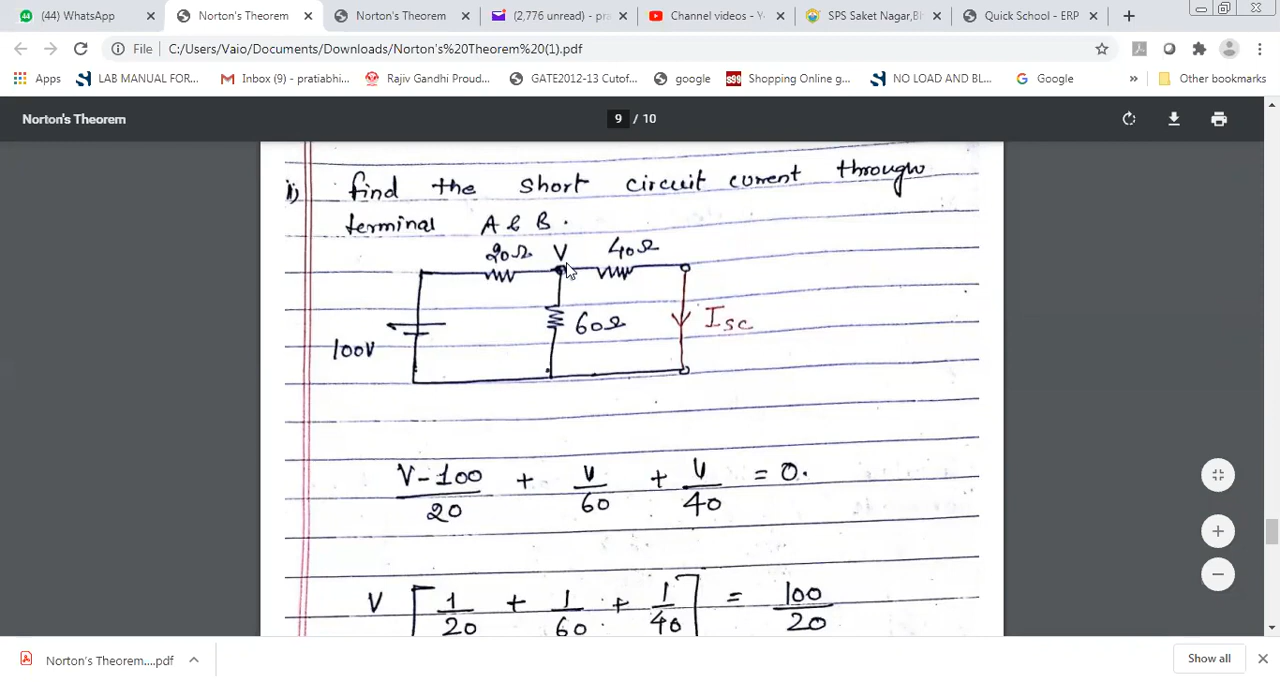 (44) WhatsApp
Norton's Theorem
Norton's Theorem
(2,776 unread) - pra
Channel videos - Y
SPS Saket Nagar,Bh
Quick School - ERP
File
C:/Users/Vaio/Documents/Downloads/Norton's%20Theorem%20(1).pdf
Apps
LAB MANUAL FOR...
Inbox (9) - pratiabhi...
Rajiv Gandhi Proud...
GATE2012-13 Cutof...
google
Shopping Online g...
NO LOAD AND BL...
Google
»
Other bookmarks
Norton's Theorem
9 / 10
ii) find the short circuit current through
terminal A & B.
20Ω V 40Ω
60Ω Isc
100V
V-100/20 + V/60 + V/40 = 0.
V [1/20 + 1/60 + 1/40] = 100/20
Norton's Theorem....pdf
Show all